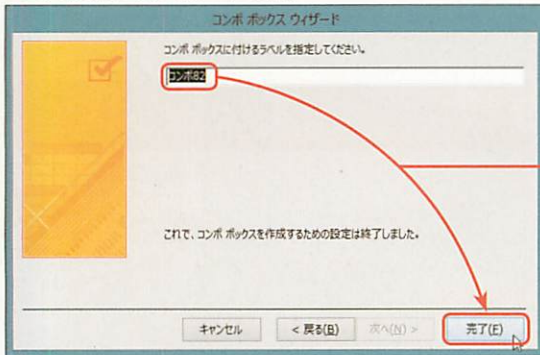 コンボ ボックス ウィザード
コンボ ボックスに付けるラベルを指定してください。
コンボ82
これで、コンボ ボックスを作成するための設定は終了しました。
キャンセル
< 戻る(B)
次へ(N) >
完了(F)